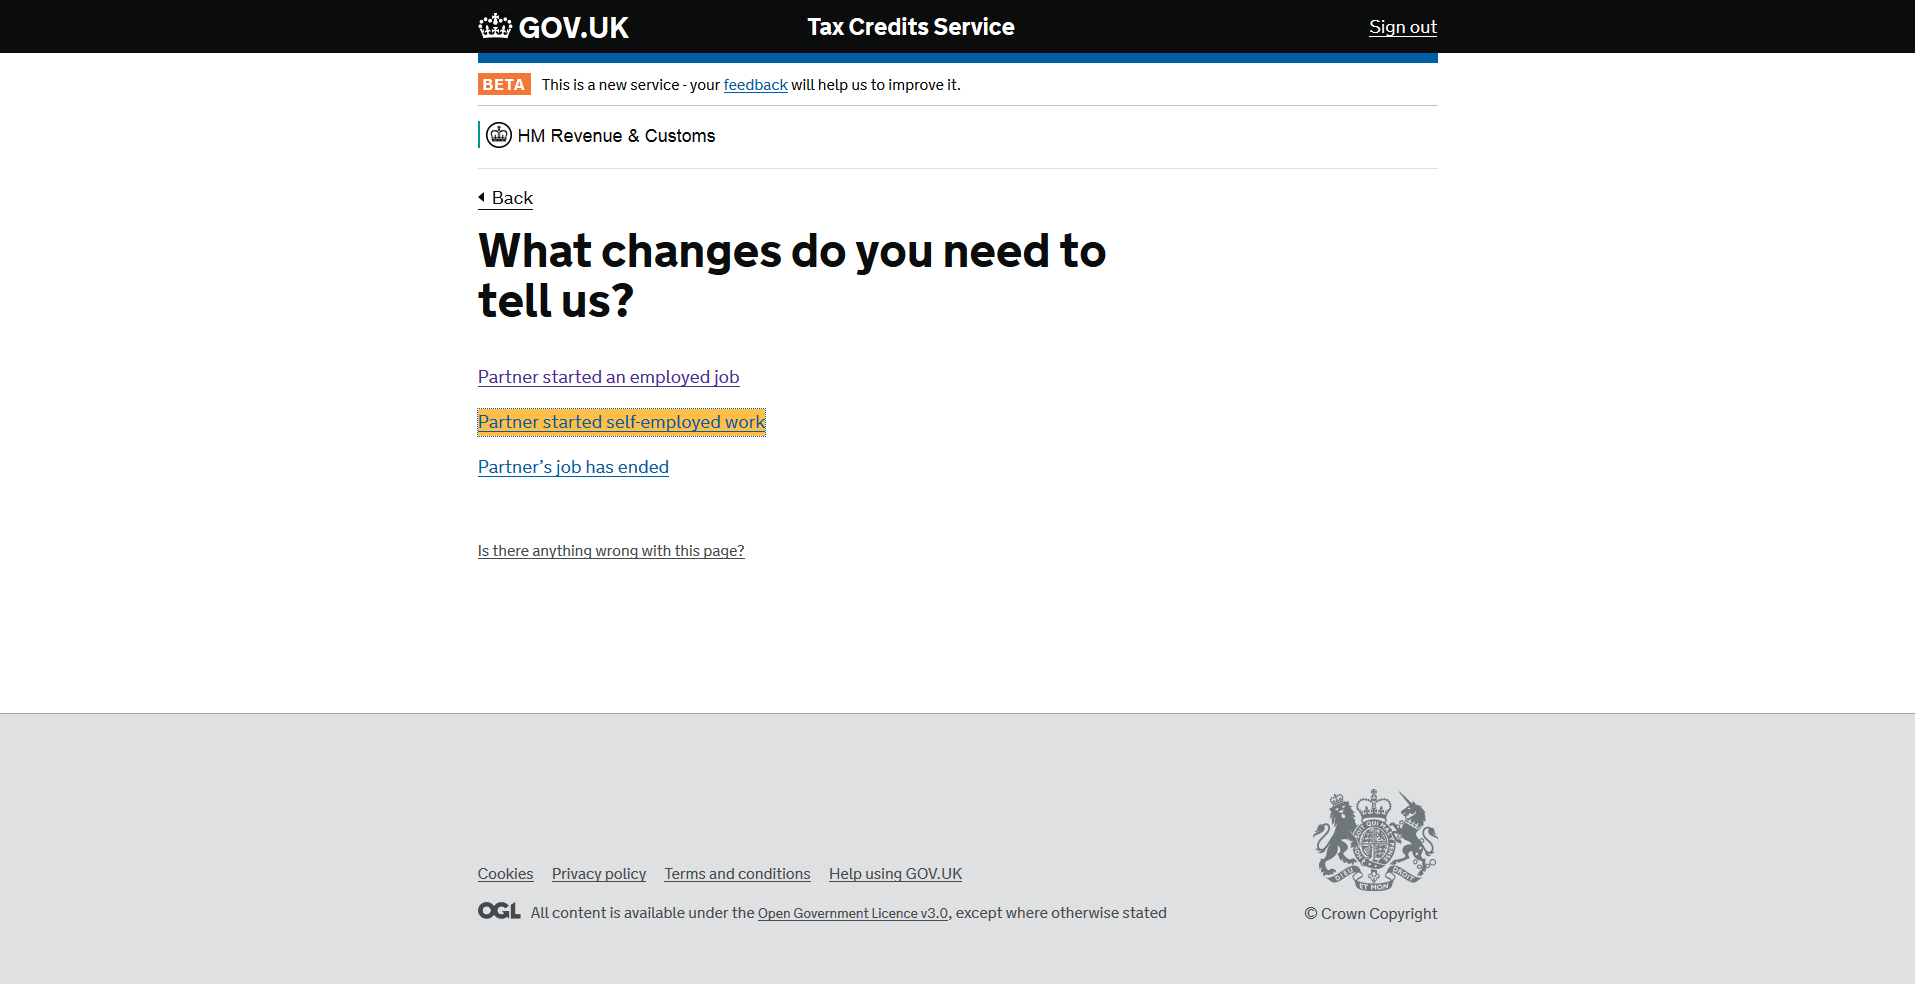 GOV.UK Tax Credits Service Sign out
BETA This is a new service - your feedback will help us to improve it.
HM Revenue & Customs
Back
What changes do you need to
tell us?
Partner started an employed job
Partner started self-employed work
Partner’s job has ended
Is there anything wrong with this page?
Cookies Privacy policy Terms and conditions Help using GOV.UK
OGL All content is available under the Open Government Licence v3.0, except where otherwise stated
DIEU ET MON DROIT
© Crown Copyright